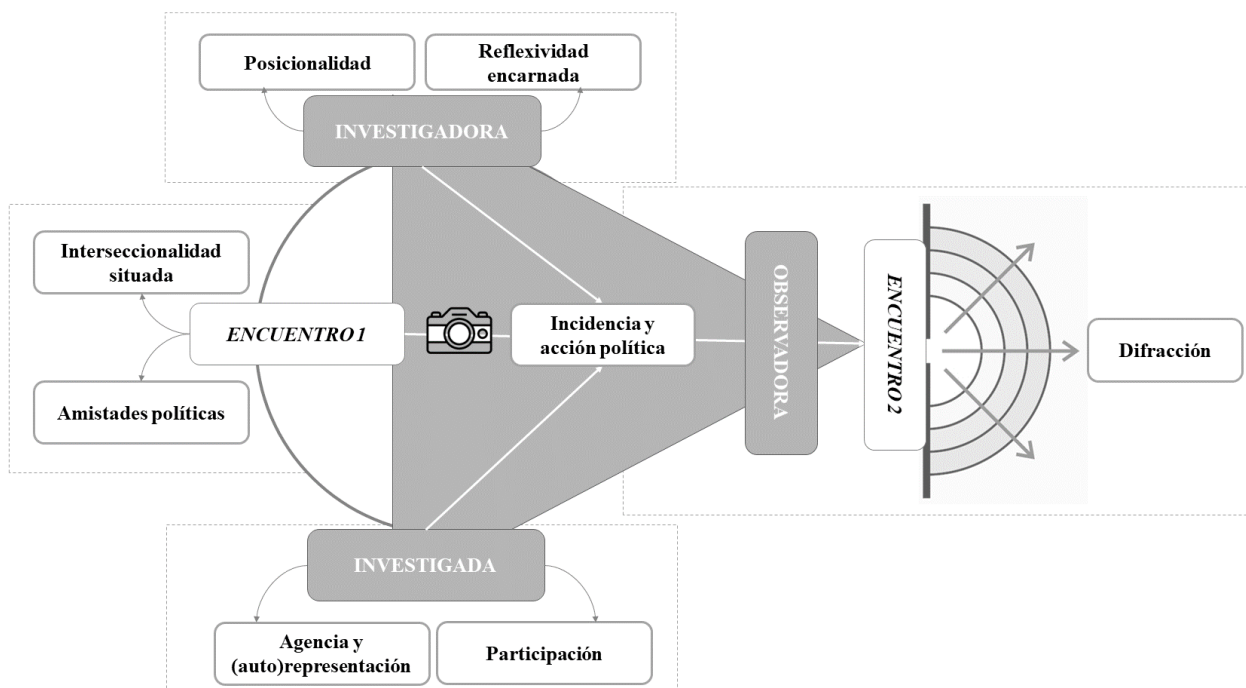 Posicionalidad
Reflexividad
encarnada
INVESTIGADORA
Interseccionalidad
situada
ENCUENTRO 1
Amistades políticas
Incidencia y
acción política
OBSERVADORA
ENCUENTRO 2
Difracción
INVESTIGADA
Agencia y
(auto)representación
Participación